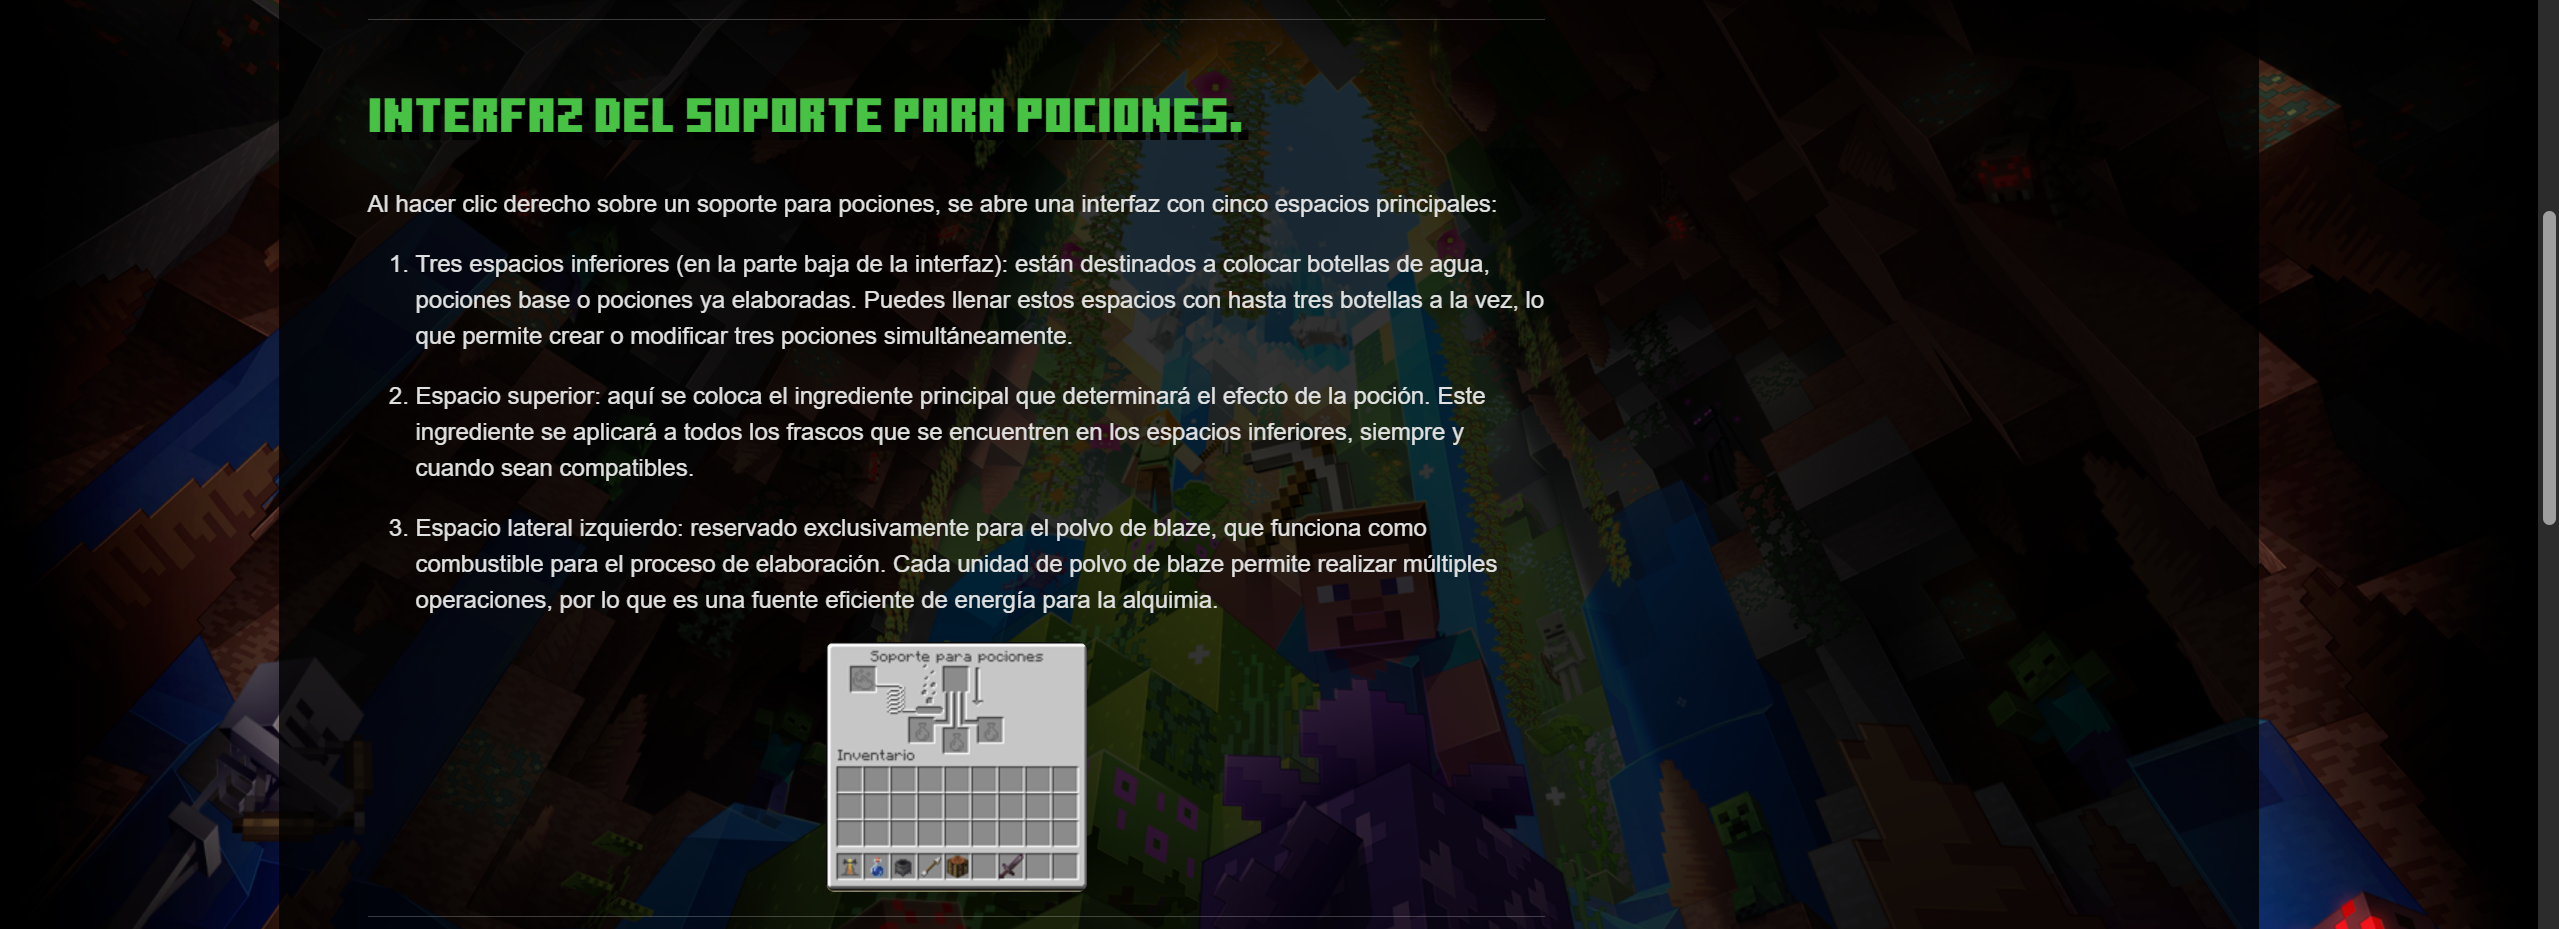 INTERFAZ DEL SOPORTE PARA POCIONES.
Al hacer clic derecho sobre un soporte para pociones, se abre una interfaz con cinco espacios principales:
1. Tres espacios inferiores (en la parte baja de la interfaz): están destinados a colocar botellas de agua,
pociones base o pociones ya elaboradas. Puedes llenar estos espacios con hasta tres botellas a la vez, lo
que permite crear o modificar tres pociones simultáneamente.
2. Espacio superior: aquí se coloca el ingrediente principal que determinará el efecto de la poción. Este
ingrediente se aplicará a todos los frascos que se encuentren en los espacios inferiores, siempre y
cuando sean compatibles.
3. Espacio lateral izquierdo: reservado exclusivamente para el polvo de blaze, que funciona como
combustible para el proceso de elaboración. Cada unidad de polvo de blaze permite realizar múltiples
operaciones, por lo que es una fuente eficiente de energía para la alquimia.
Soporte para pociones
Inventario